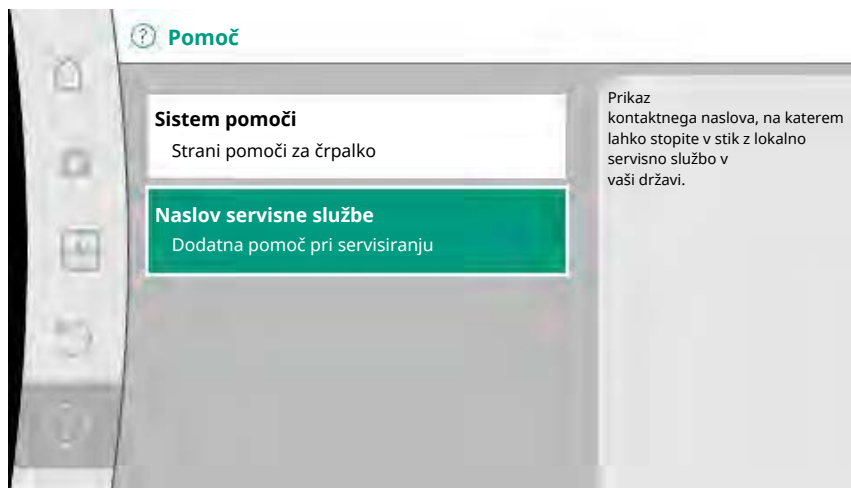 Pomoč
Sistem pomoči
Strani pomoči za črpalko
Naslov servisne službe
Dodatna pomoč pri servisiranju
Prikaz
kontaktnega naslova, na katerem
lahko stopite v stik z lokalno
servisno službo v
vaši državi.